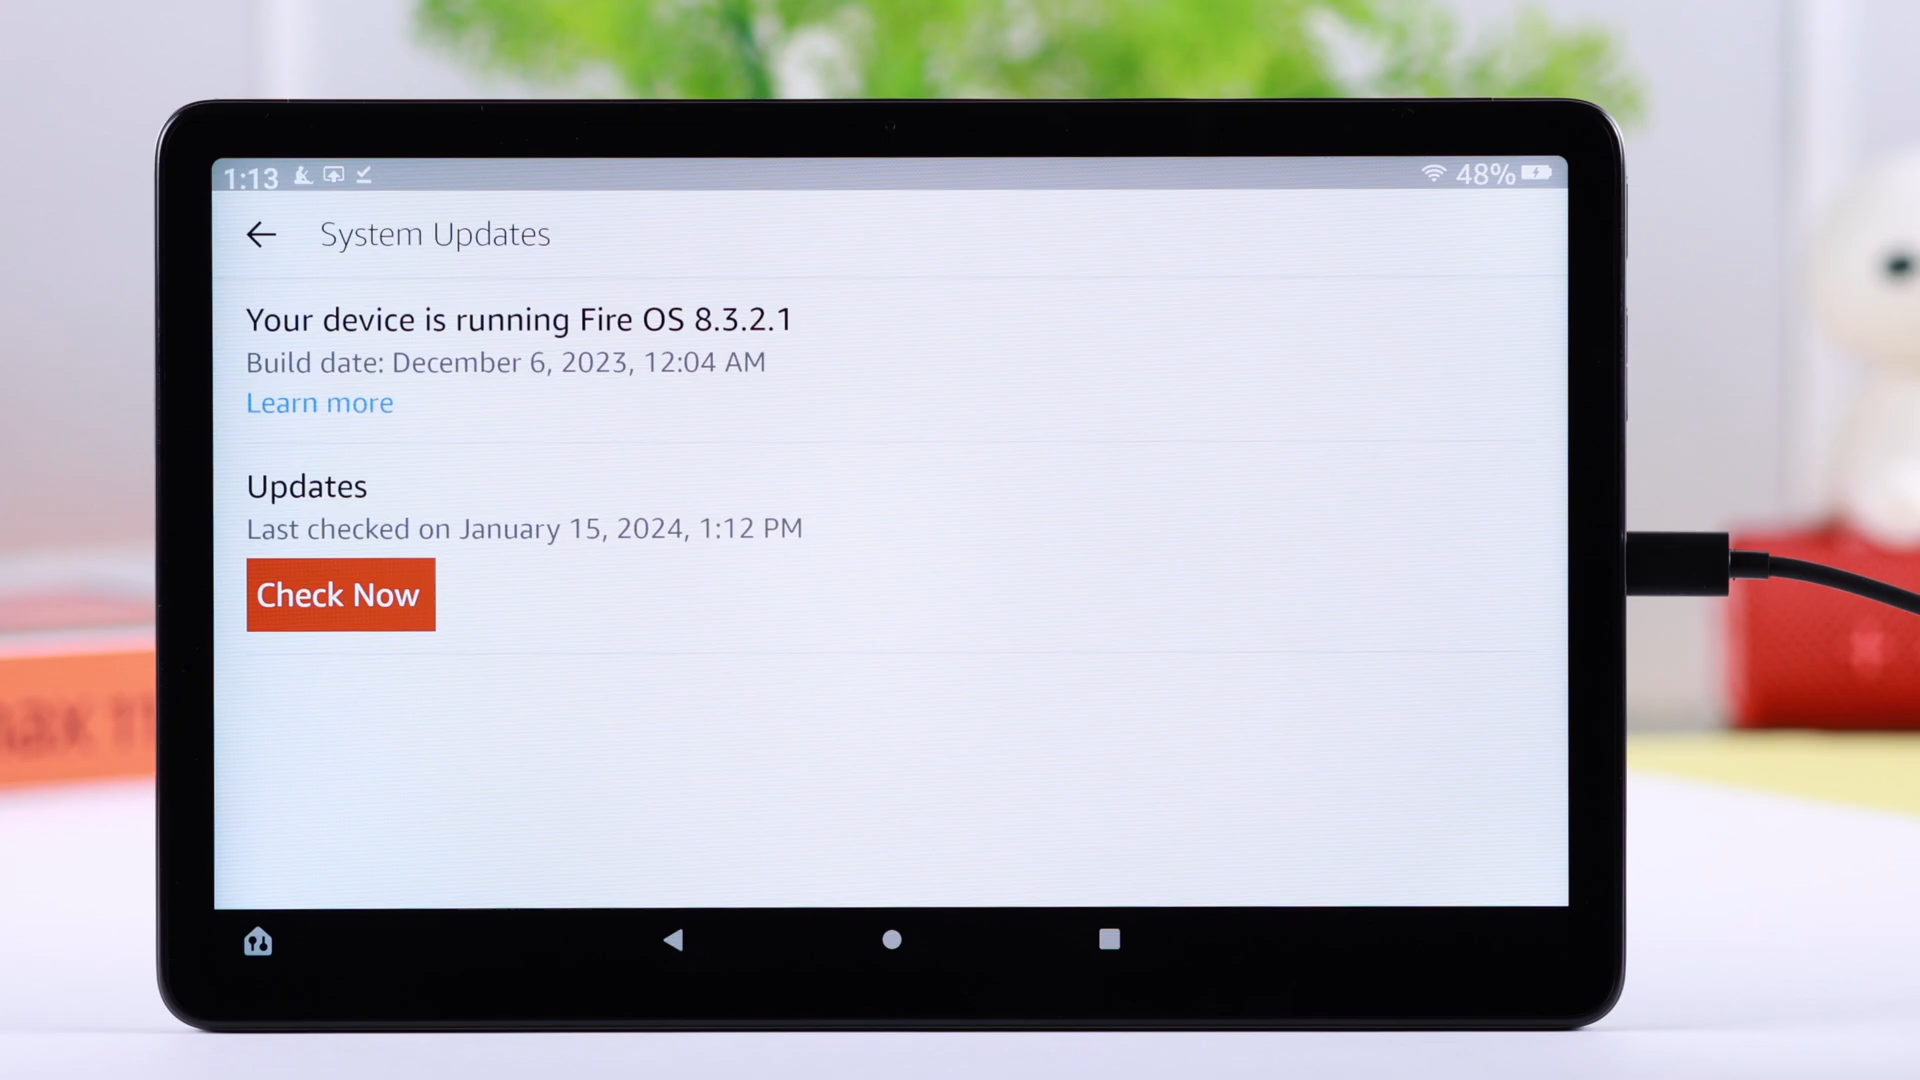 1:13 48%
System Updates
Your device is running Fire OS 8.3.2.1
Build date: December 6, 2023, 12:04 AM
Learn more
Updates
Last checked on January 15, 2024, 1:12 PM
Check Now